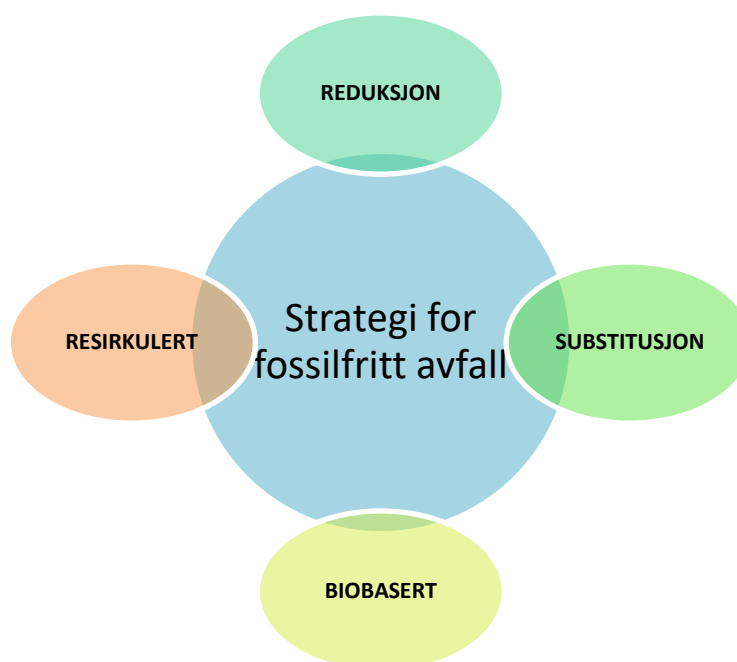 REDUKSJON
RESIRKULERT
Strategi for
fossilfritt avfall
SUBSTITUSJON
BIOBASERT